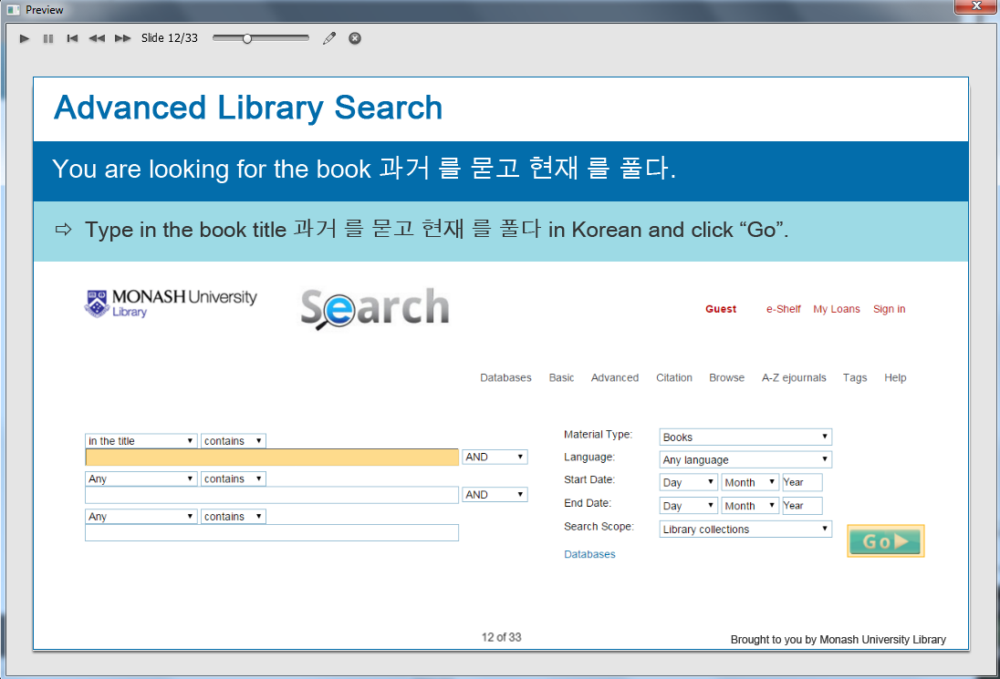 Preview
Slide 12/33
Advanced Library Search
You are looking for the book 과거 를 묻고 현재 를 풀다.
⇨ Type in the book title 과거 를 묻고 현재 를 풀다 in Korean and click “Go”.
MONASH University
Library
Search
Guest e-Shelf My Loans Sign in
Databases Basic Advanced Citation Browse A-Z ejournals Tags Help
in the title contains
AND
Any contains
AND
Any contains
Material Type: Books
Language: Any language
Start Date: Day Month Year
End Date: Day Month Year
Search Scope: Library collections
Go
Databases
12 of 33
Brought to you by Monash University Library